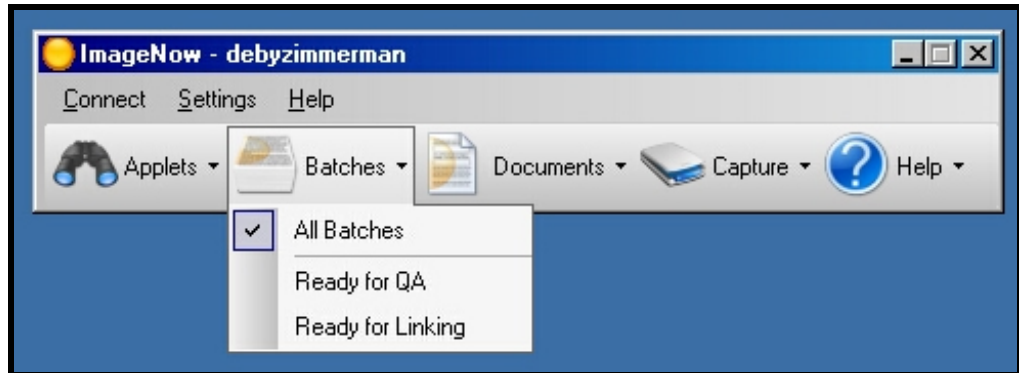 ImageNow - debyzimmerman
Connect Settings Help
Applets Batches Documents Capture Help
All Batches
Ready for QA
Ready for Linking